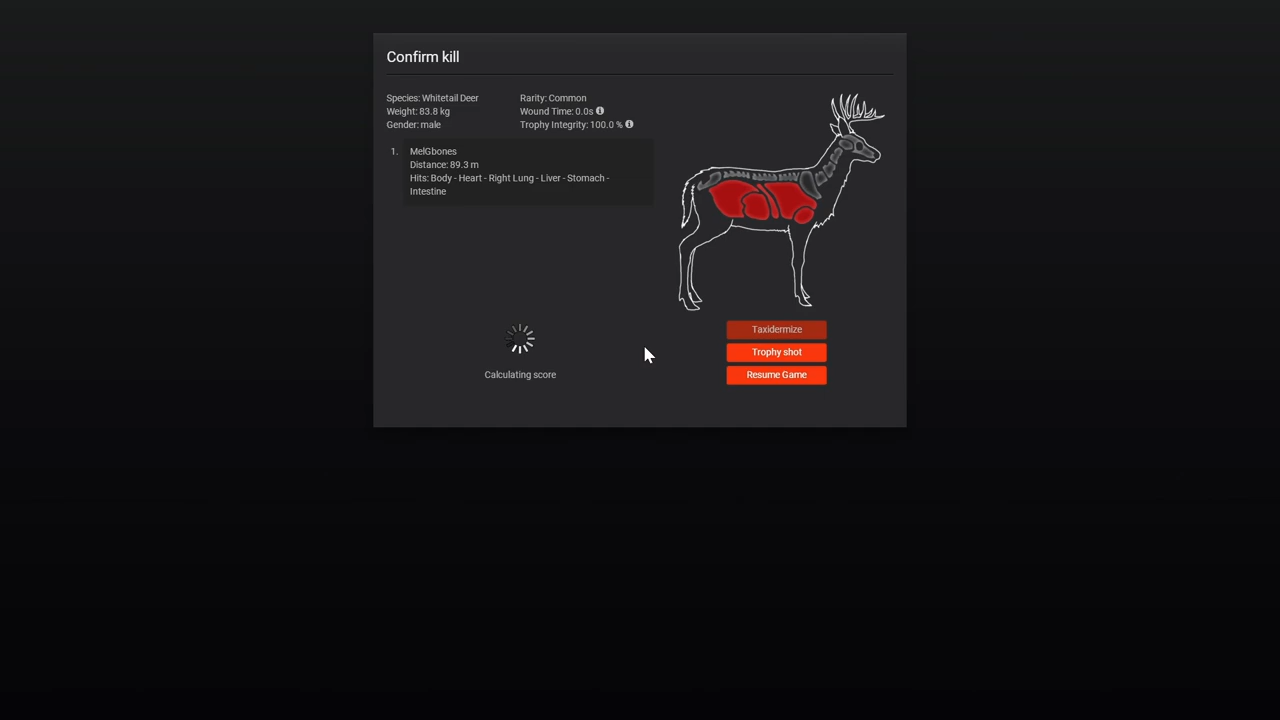 Confirm kill
Species: Whitetail Deer
Weight: 83.8 kg
Gender: male
Rarity: Common
Wound Time: 0.0s
Trophy Integrity: 100.0 %
1.
MelGbones
Distance: 89.3 m
Hits: Body - Heart - Right Lung - Liver - Stomach -
Intestine
Calculating score
Taxidermize
Trophy shot
Resume Game